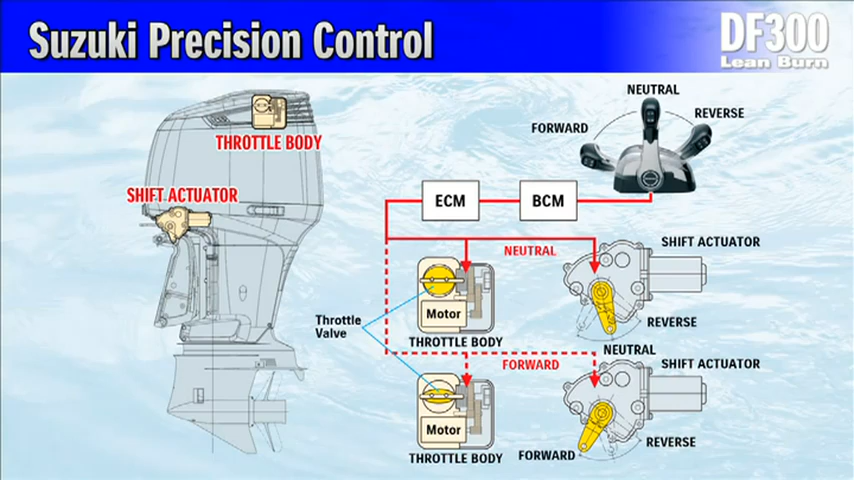 Suzuki Precision Control
DF300
Lean Burn
NEUTRAL
FORWARD
REVERSE
THROTTLE BODY
SHIFT ACTUATOR
ECM
BCM
NEUTRAL
SHIFT ACTUATOR
Motor
THROTTLE BODY
REVERSE
NEUTRAL
Throttle
Valve
FORWARD
SHIFT ACTUATOR
Motor
THROTTLE BODY
FORWARD
REVERSE